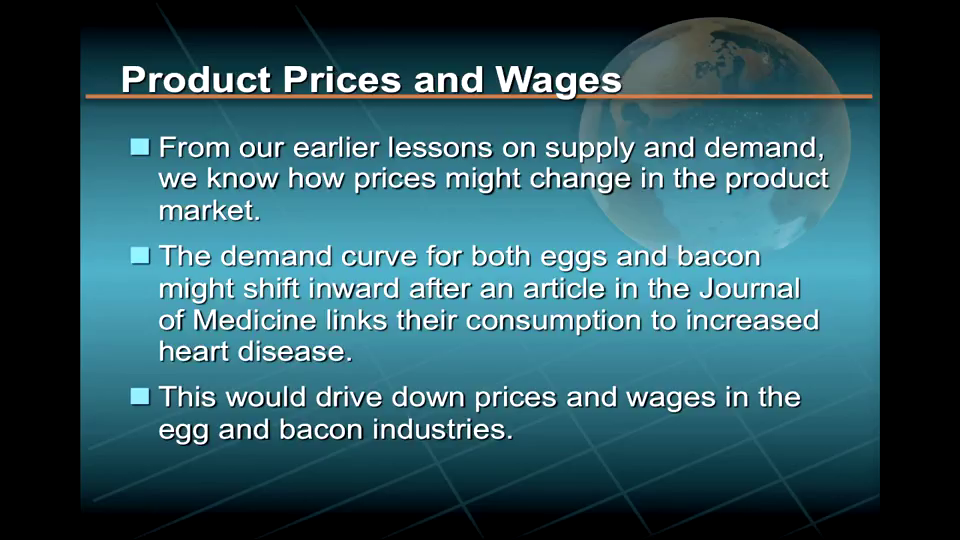 Product Prices and Wages
From our earlier lessons on supply and demand,
we know how prices might change in the product
market.
The demand curve for both eggs and bacon
might shift inward after an article in the Journal
of Medicine links their consumption to increased
heart disease.
This would drive down prices and wages in the
egg and bacon industries.